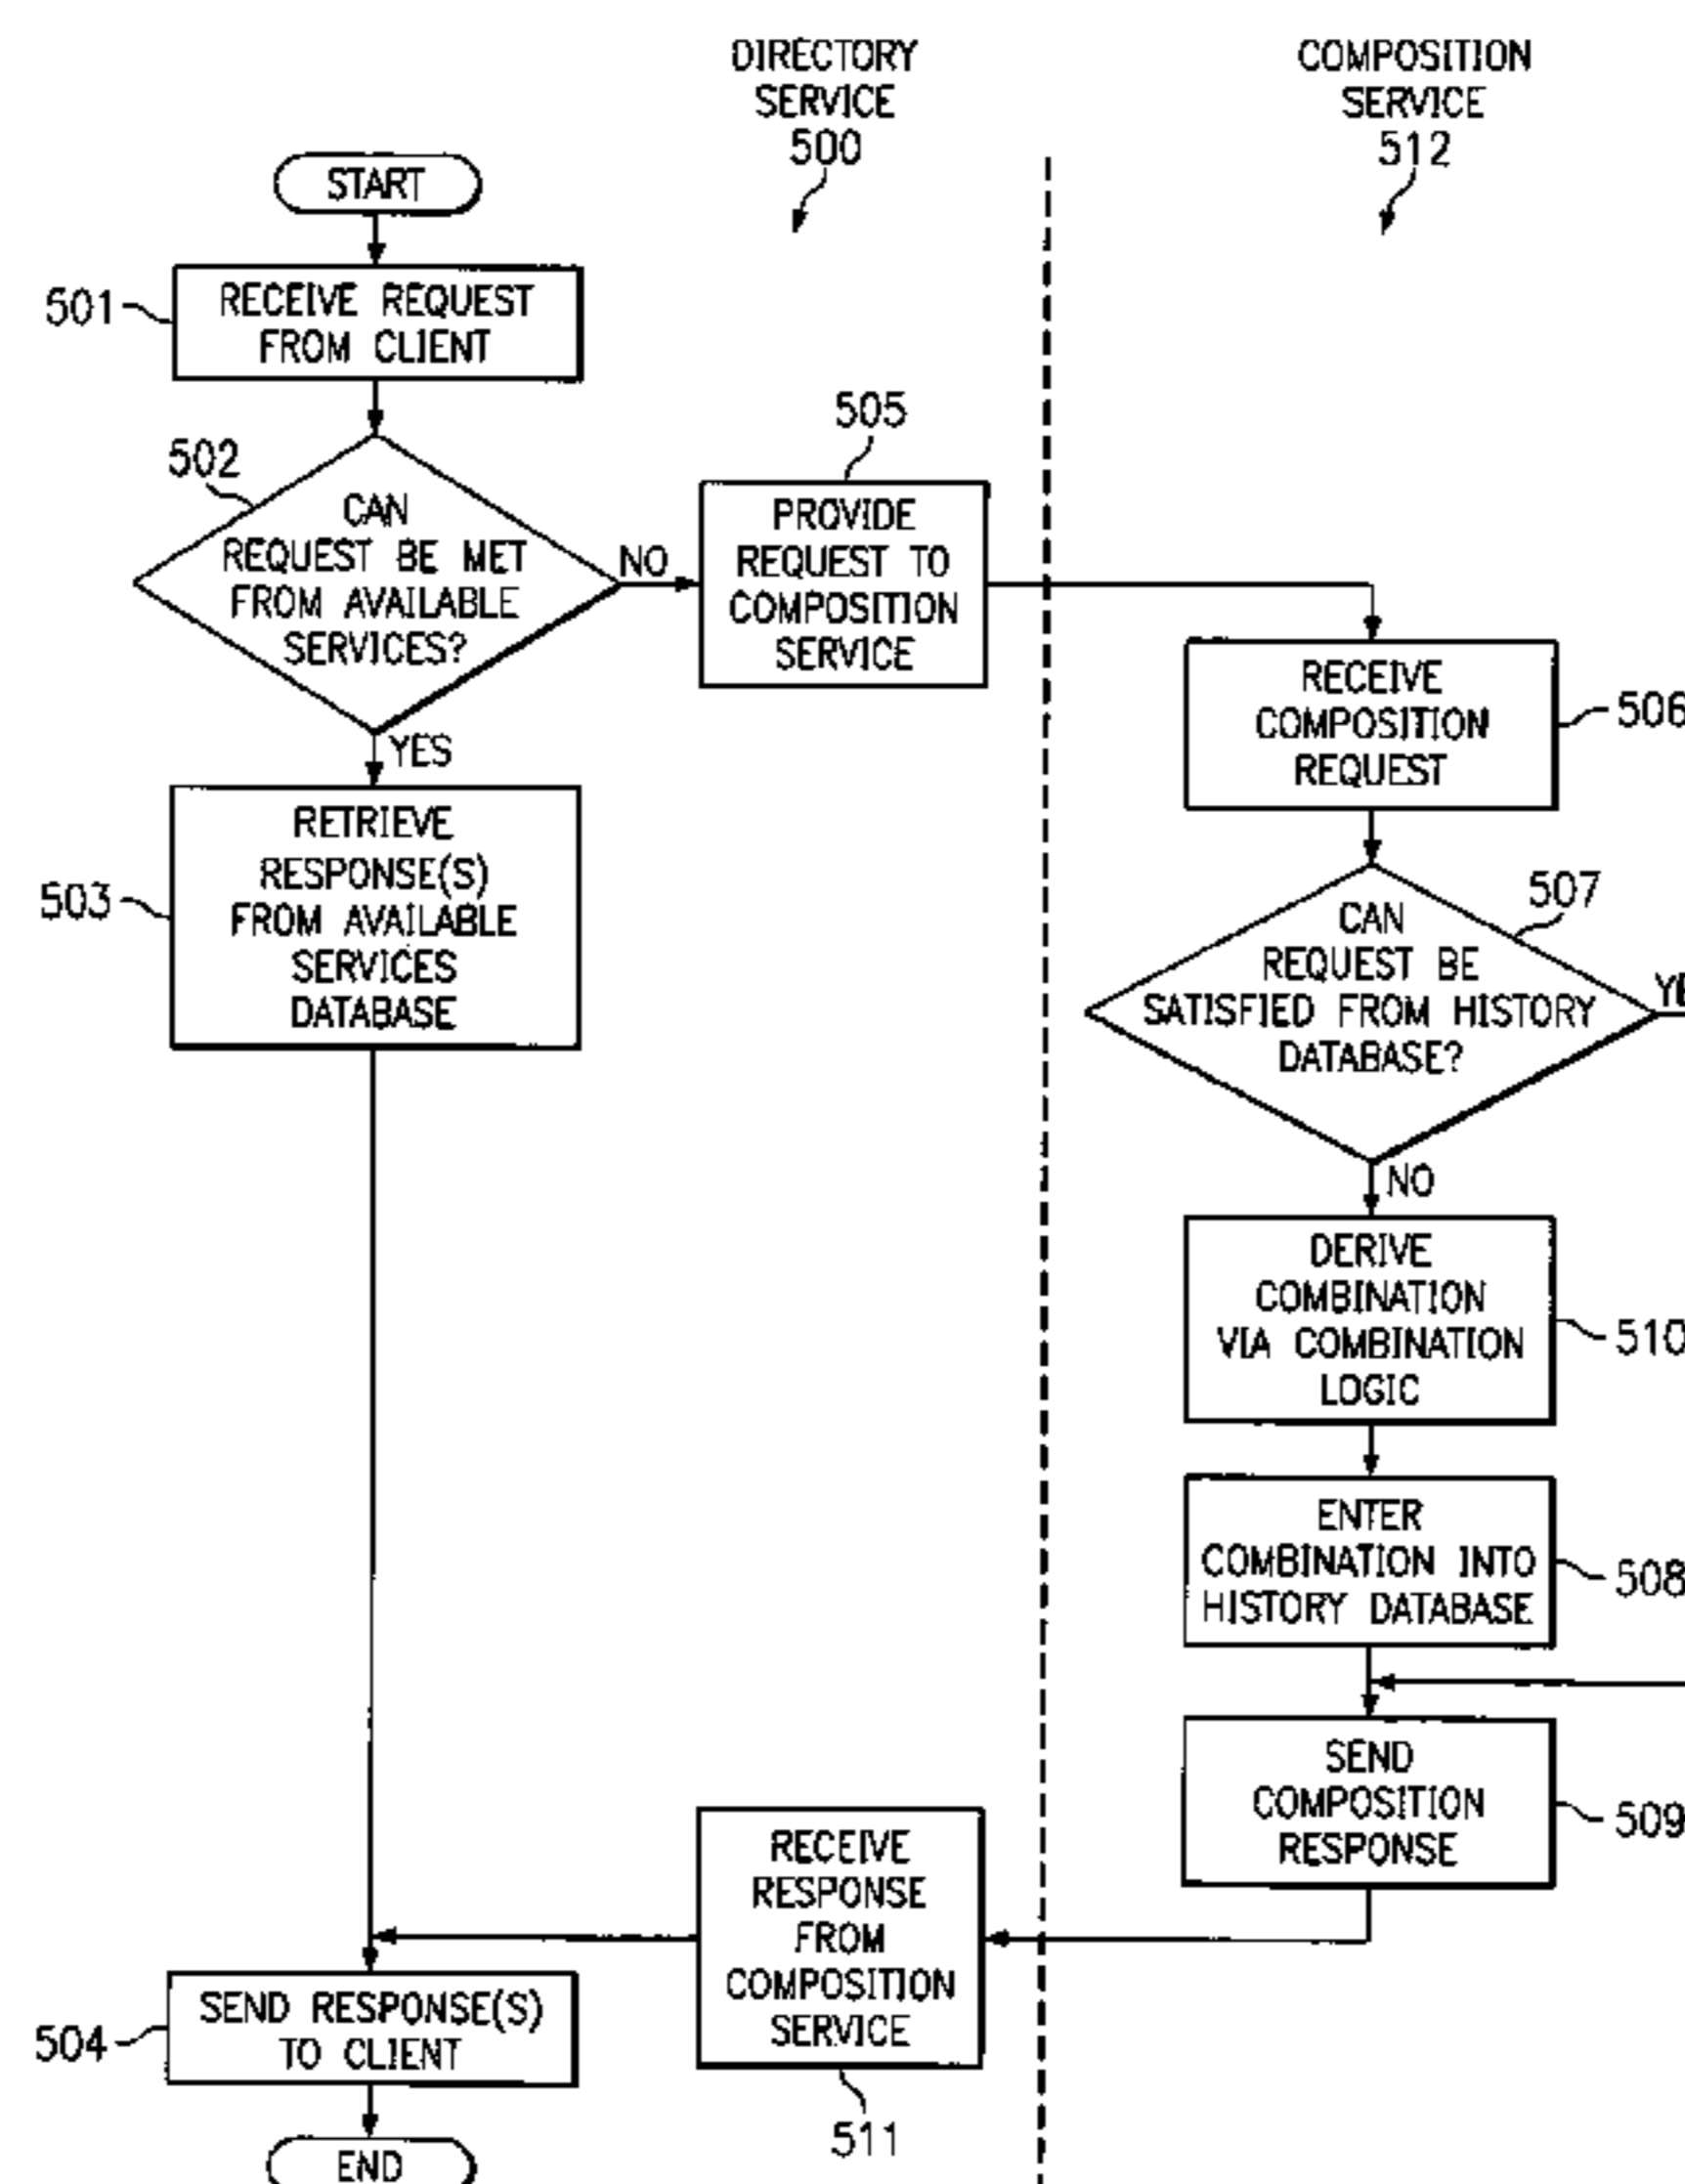 DIRECTORY
SERVICE
500
COMPOSITION
SERVICE
512
START
501
RECEIVE REQUEST
FROM CLIENT
502
CAN
REQUEST BE MET
FROM AVAILABLE
SERVICES?
NO
505
PROVIDE
REQUEST TO
COMPOSITION
SERVICE
YES
RECEIVE
COMPOSITION
REQUEST
506
503
RETRIEVE
RESPONSE(S)
FROM AVAILABLE
SERVICES
DATABASE
507
CAN
REQUEST BE
SATISFIED FROM HISTORY
DATABASE?
YE
NO
DERIVE
COMBINATION
VIA COMBINATION
LOGIC
510
ENTER
COMBINATION INTO
HISTORY DATABASE
508
SEND
COMPOSITION
RESPONSE
509
RECEIVE
RESPONSE
FROM
COMPOSITION
SERVICE
511
504
SEND RESPONSE(S)
TO CLIENT
END